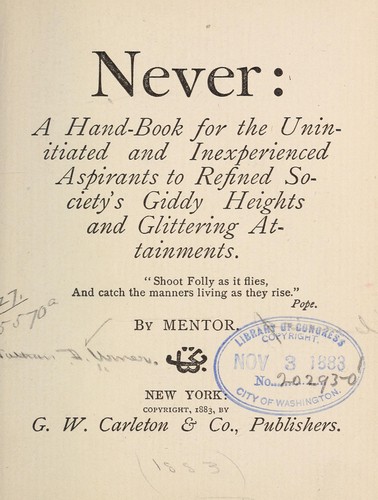 Never:
A Hand-Book for the Unin-
itiated and Inexperienced
Aspirants to Refined So-
ciety's Giddy Heights
and Glittering At-
tainments.
"Shoot Folly as it flies,
And catch the manners living as they rise."
Pope.
By MENTOR.
LIBRARY OF CONGRESS
COPYRIGHT.
NOV 3 1883
No. 20293-0
CITY OF WASHINGTON.
NEW YORK:
COPYRIGHT, 1883, BY
G. W. Carleton & Co., Publishers.
(1883)